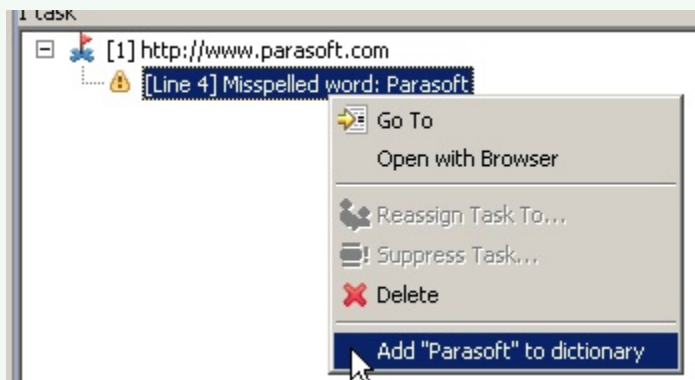 1 task
[1] http://www.parasoft.com
[Line 4] Misspelled word: Parasoft
Go To
Open with Browser
Reassign Task To...
Suppress Task...
Delete
Add "Parasoft" to dictionary